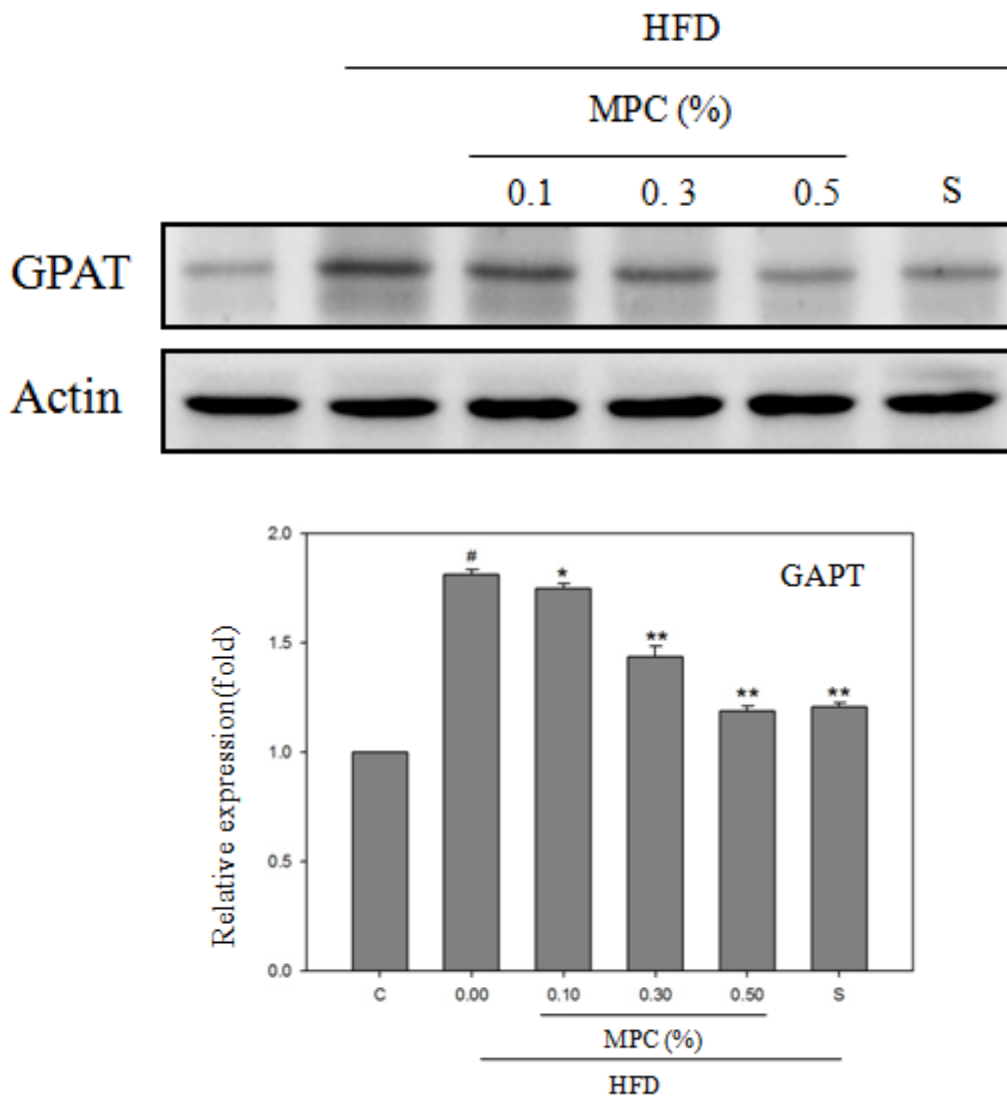 HFD
MPC (%)
0.1 0. 3 0.5 S
GPAT
Actin
2.0
# * ** ** **
GAPT
1.5
1.0
0.5
0.0
Relative expression(fold)
C 0.00 0.10 0.30 0.50 S
MPC (%)
HFD